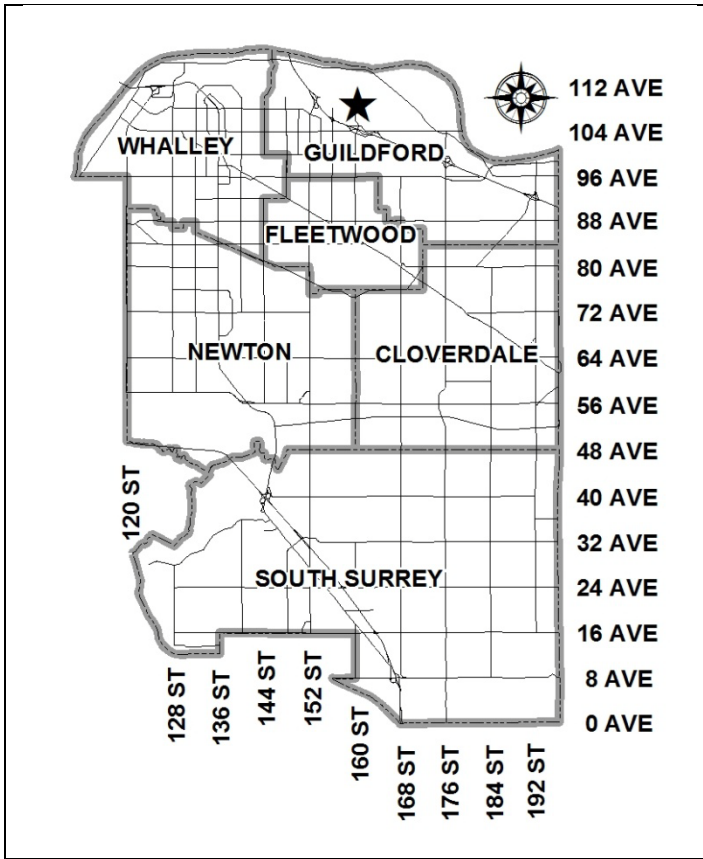 112 AVE
104 AVE
WHALLEY
GUILDFORD
96 AVE
88 AVE
FLEETWOOD
80 AVE
72 AVE
NEWTON
CLOVERDALE
64 AVE
56 AVE
48 AVE
120 ST
40 AVE
32 AVE
SOUTH SURREY
24 AVE
16 AVE
8 AVE
0 AVE
128 ST
136 ST
144 ST
152 ST
160 ST
168 ST
176 ST
184 ST
192 ST